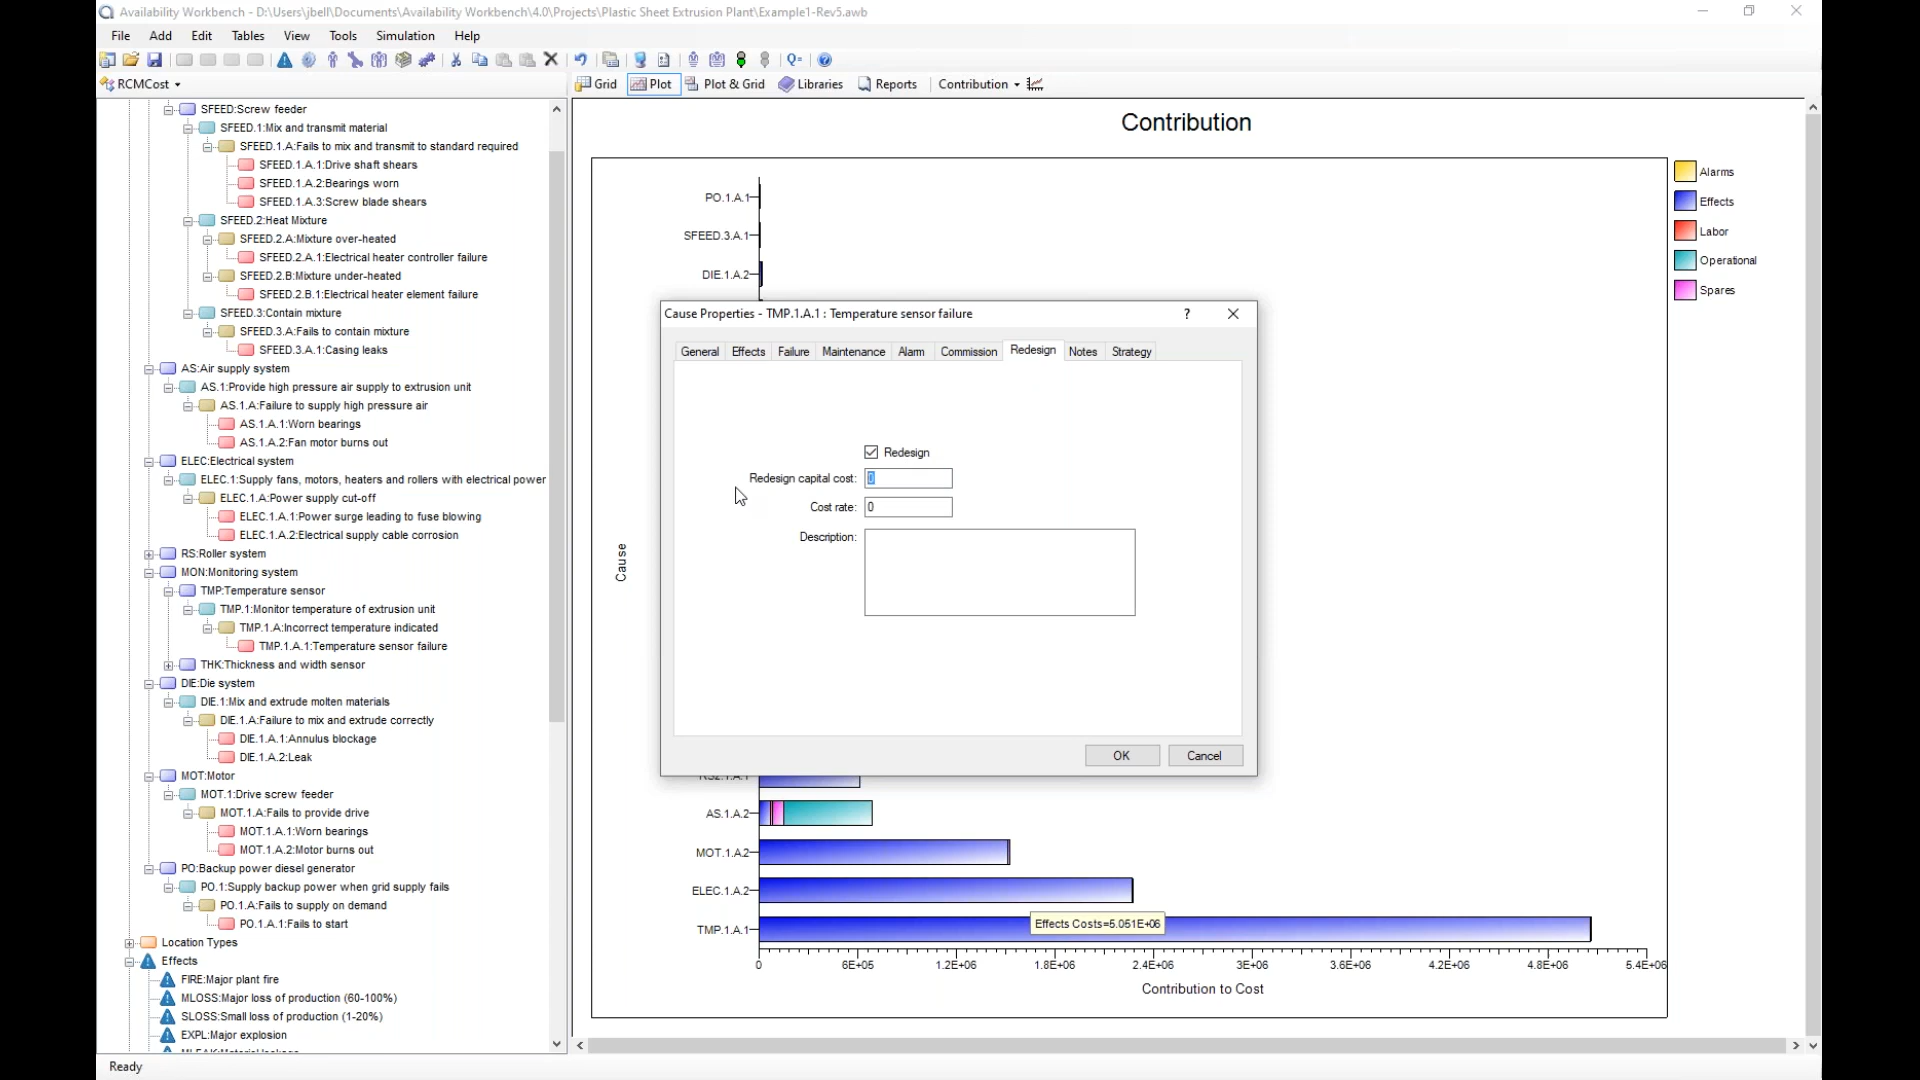 Availability Workbench - D:\Users\jbell\Documents\Availability Workbench\4.0\Projects\Plastic Sheet Extrusion Plant\Example1-Rev5.awb
File Add Edit Tables View Tools Simulation Help
RCMCost
Grid Plot Plot & Grid Libraries Reports Contribution
SFEED:Screw feeder
SFEED.1:Mix and transmit material
SFEED.1.A:Fails to mix and transmit to standard required
SFEED.1.A.1:Drive shaft shears
SFEED.1.A.2:Bearings worn
SFEED.1.A.3:Screw blade shears
SFEED.2:Heat Mixture
SFEED.2.A:Mixture over-heated
SFEED.2.A.1:Electrical heater controller failure
SFEED.2.B:Mixture under-heated
SFEED.2.B.1:Electrical heater element failure
SFEED.3:Contain mixture
SFEED.3.A:Fails to contain mixture
SFEED.3.A.1:Casing leaks
AS:Air supply system
AS.1:Provide high pressure air supply to extrusion unit
AS.1.A:Failure to supply high pressure air
AS.1.A.1:Worn bearings
AS.1.A.2:Fan motor burns out
ELEC:Electrical system
ELEC.1:Supply fans, motors, heaters and rollers with electrical power
ELEC.1.A:Power supply cut-off
ELEC.1.A.1:Power surge leading to fuse blowing
ELEC.1.A.2:Electrical supply cable corrosion
RS:Roller system
MON:Monitoring system
TMP:Temperature sensor
TMP.1:Monitor temperature of extrusion unit
TMP.1.A:Incorrect temperature indicated
TMP.1.A.1:Temperature sensor failure
THK:Thickness and width sensor
DIE:Die system
DIE.1:Mix and extrude molten materials
DIE.1.A:Failure to mix and extrude correctly
DIE.1.A.1:Annulus blockage
DIE.1.A.2:Leak
MOT:Motor
MOT.1:Drive screw feeder
MOT.1.A:Fails to provide drive
MOT.1.A.1:Worn bearings
MOT.1.A.2:Motor burns out
PO:Backup power diesel generator
PO.1:Supply backup power when grid supply fails
PO.1.A:Fails to supply on demand
PO.1.A.1:Fails to start
Location Types
Effects
FIRE:Major plant fire
MLOSS:Major loss of production (60-100%)
SLOSS:Small loss of production (1-20%)
EXPL:Major explosion
Ready
Contribution
PO.1.A.1
SFEED.3.A.1
DIE.1.A.2
Alarms
Effects
Labor
Operational
Spares
Cause Properties - TMP.1.A.1 : Temperature sensor failure
?
General Effects Failure Maintenance Alarm Commission Redesign Notes Strategy
Redesign
Redesign capital cost: 0
Cost rate: 0
Description:
OK Cancel
Cause
AS.1.A.2
MOT.1.A.2
ELEC.1.A.2
TMP.1.A.1
Effects Costs=5.051E+06
0 6E+05 1.2E+06 1.8E+06 2.4E+06 3E+06 3.6E+06 4.2E+06 4.8E+06 5.4E+06
Contribution to Cost